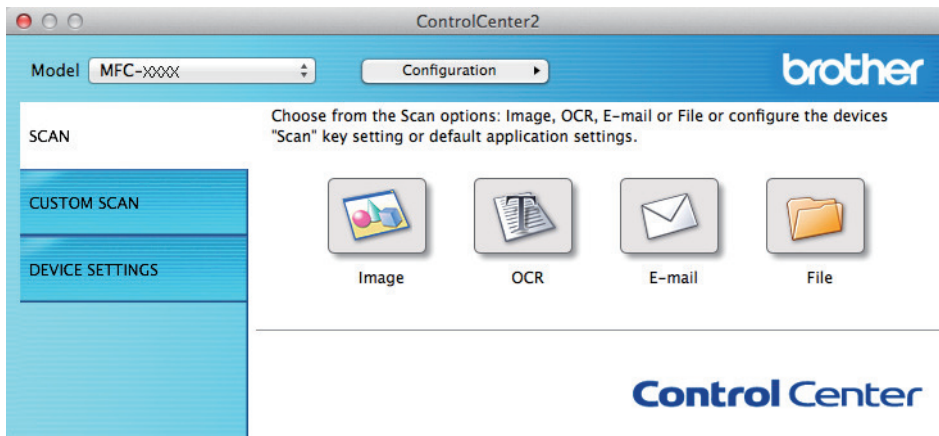 ControlCenter2
Model MFC-XXXX Configuration
brother
SCAN
Choose from the Scan options: Image, OCR, E-mail or File or configure the devices
"Scan" key setting or default application settings.
CUSTOM SCAN
DEVICE SETTINGS
Image OCR E-mail File
Control Center